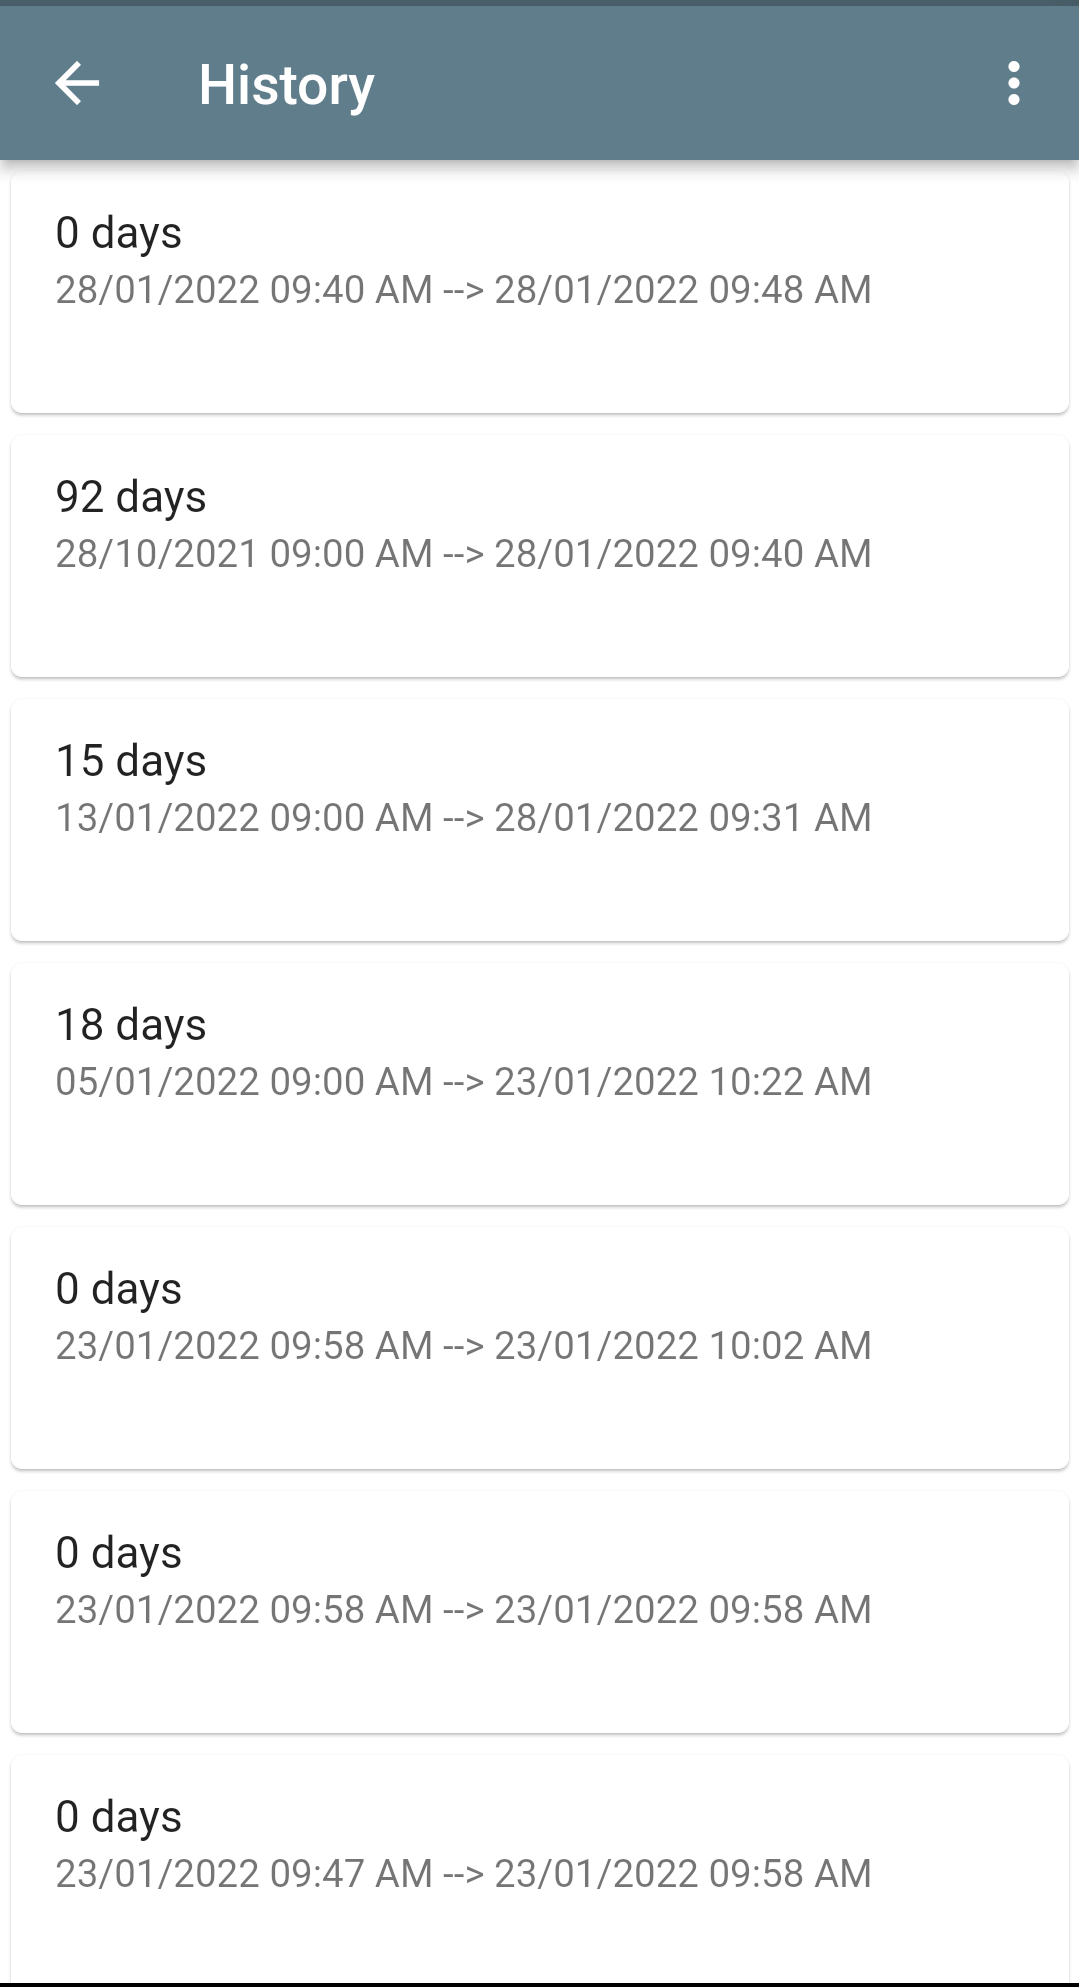 History
0 days
28/01/2022 09:40 AM --> 28/01/2022 09:48 AM
92 days
28/10/2021 09:00 AM --> 28/01/2022 09:40 AM
15 days
13/01/2022 09:00 AM --> 28/01/2022 09:31 AM
18 days
05/01/2022 09:00 AM --> 23/01/2022 10:22 AM
0 days
23/01/2022 09:58 AM --> 23/01/2022 10:02 AM
0 days
23/01/2022 09:58 AM --> 23/01/2022 09:58 AM
0 days
23/01/2022 09:47 AM --> 23/01/2022 09:58 AM